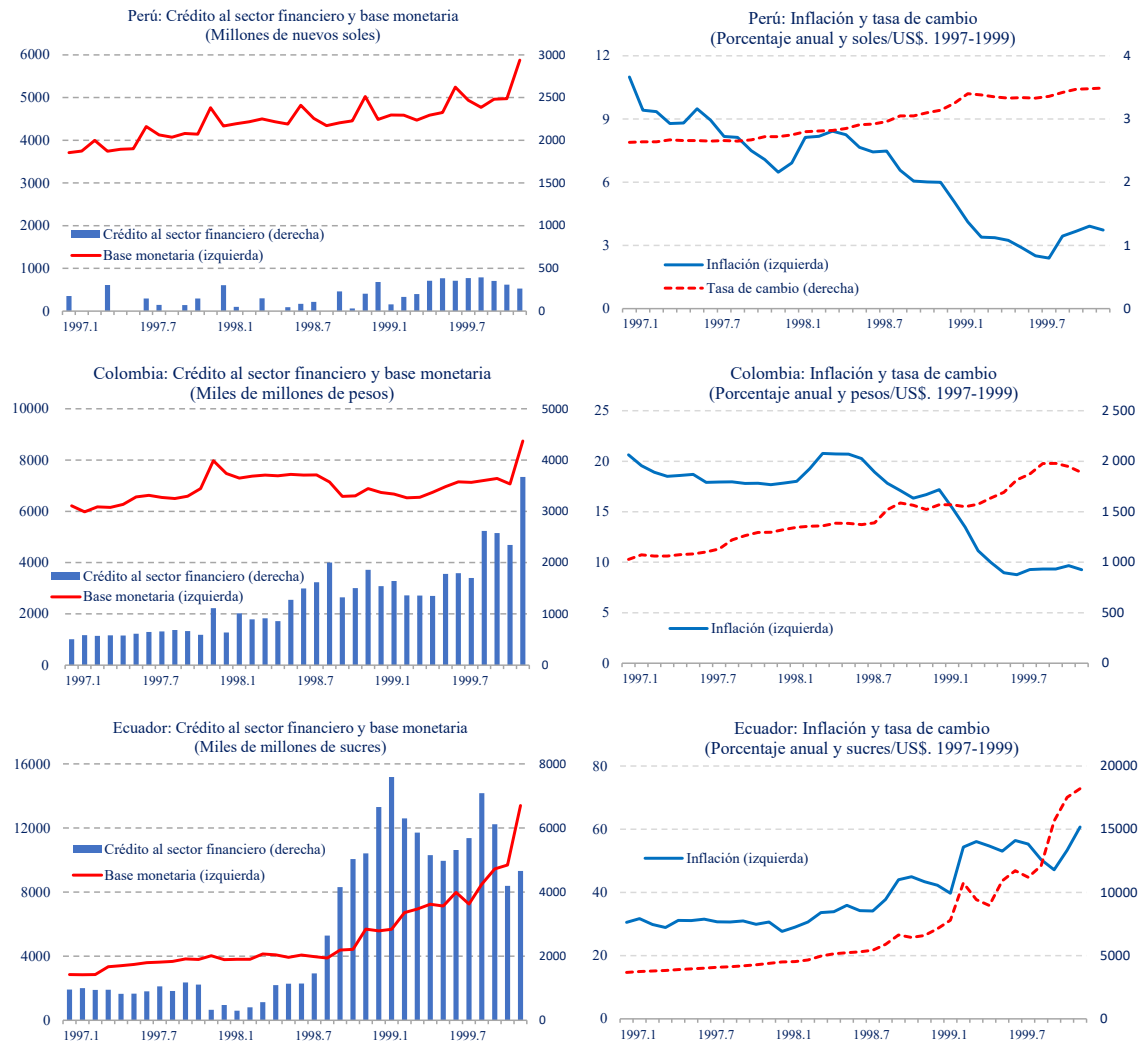 Perú: Crédito al sector financiero y base monetaria
(Millones de nuevos soles)
6000
5000
4000
3000
2000
1000
0
3000
2500
2000
1500
1000
500
0
Crédito al sector financiero (derecha)
Base monetaria (izquierda)
1997.1 1997.7 1998.1 1998.7 1999.1 1999.7
Perú: Inflación y tasa de cambio
(Porcentaje anual y soles/US$. 1997-1999)
12
9
6
3
0
4
3
2
1
0
Inflación (izquierda)
Tasa de cambio (derecha)
1997.1 1997.7 1998.1 1998.7 1999.1 1999.7
Colombia: Crédito al sector financiero y base monetaria
(Miles de millones de pesos)
10000
8000
6000
4000
2000
0
5000
4000
3000
2000
1000
0
Crédito al sector financiero (derecha)
Base monetaria (izquierda)
1997.1 1997.7 1998.1 1998.7 1999.1 1999.7
Colombia: Inflación y tasa de cambio
(Porcentaje anual y pesos/US$. 1997-1999)
25
20
15
10
5
0
2 500
2 000
1 500
1 000
500
0
Inflación (izquierda)
1997.1 1997.7 1998.1 1998.7 1999.1 1999.7
Ecuador: Crédito al sector financiero y base monetaria
(Miles de millones de sucres)
16000
12000
8000
4000
0
8000
6000
4000
2000
0
Crédito al sector financiero (derecha)
Base monetaria (izquierda)
1997.1 1997.7 1998.1 1998.7 1999.1 1999.7
Ecuador: Inflación y tasa de cambio
(Porcentaje anual y sucres/US$. 1997-1999)
80
60
40
20
0
20000
15000
10000
5000
0
Inflación (izquierda)
1997.1 1997.7 1998.1 1998.7 1999.1 1999.7